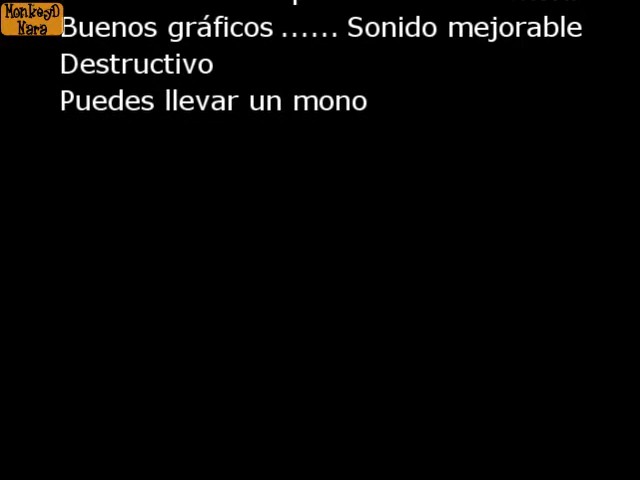 MonkeyD
Nara
Buenos gráficos ...... Sonido mejorable
Destructivo
Puedes llevar un mono